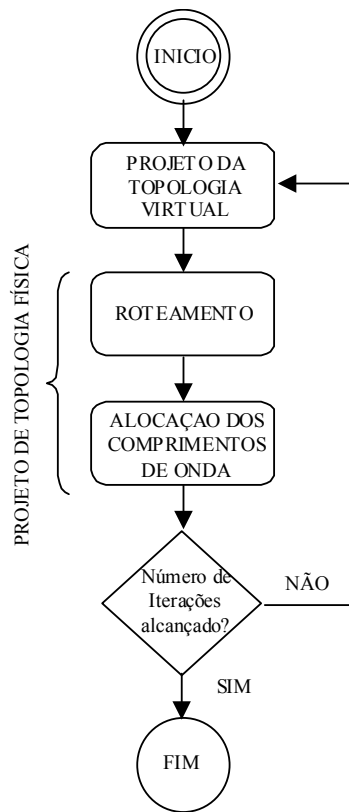 INICIO
PROJETO DA
TOPOLOGIA
VIRTUAL
PROJETO DE TOPOLOGIA FÍSICA
ROTEAMENTO
ALOCAÇAO DOS
COMPRIMENTOS
DE ONDA
Número de
Iterações
alcançado?
NÃO
SIM
FIM